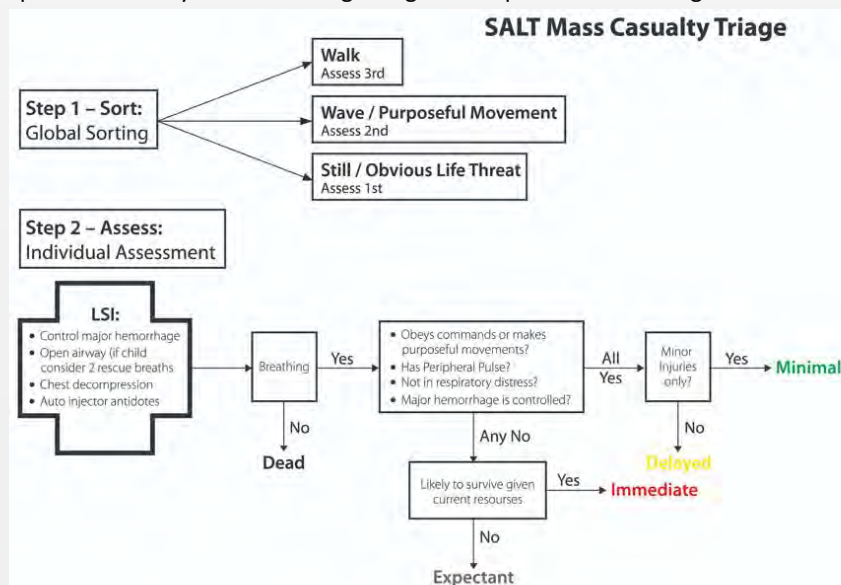 SALT Mass Casualty Triage
Step 1 – Sort:
Global Sorting
Walk
Assess 3rd
Wave / Purposeful Movement
Assess 2nd
Still / Obvious Life Threat
Assess 1st
Step 2 – Assess:
Individual Assessment
LSI:
• Control major hemorrhage
• Open airway (if child
consider 2 rescue breaths
• Chest decompression
• Auto injector antidotes
Breathing
Yes
No
Dead
• Obeys commands or makes
purposeful movements?
• Has Peripheral Pulse?
• Not in respiratory distress?
• Major hemorrhage is controlled?
All
Yes
Minor
Injuries
only?
Yes
Minimal
No
Delayed
Any No
Likely to survive given
current resourses
Yes
Immediate
No
Expectant